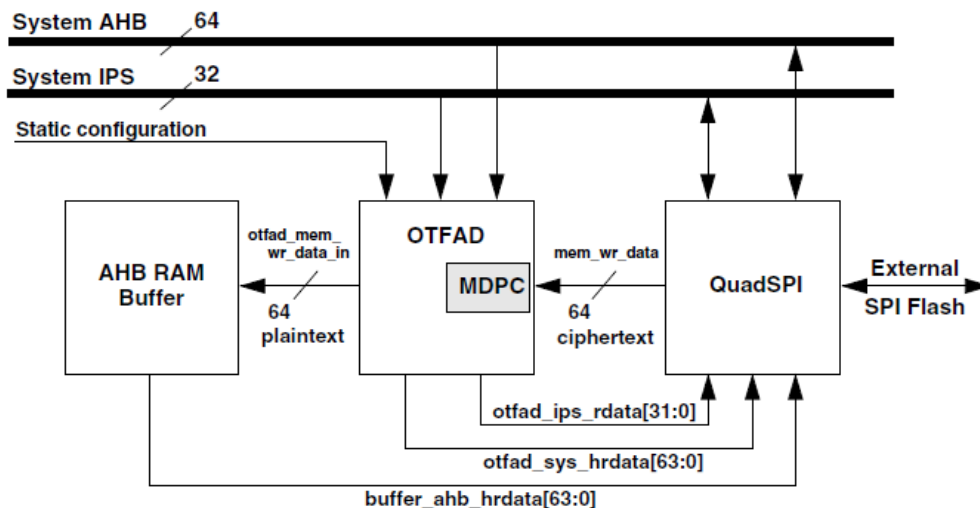 System AHB
64
System IPS
32
Static configuration
otfad_mem_
wr_data_in
OTFAD
mem_wr_data
AHB RAM
Buffer
MDPC
QuadSPI
External
SPI Flash
64
plaintext
64
ciphertext
otfad_ips_rdata[31:0]
otfad_sys_hrdata[63:0]
buffer_ahb_hrdata[63:0]